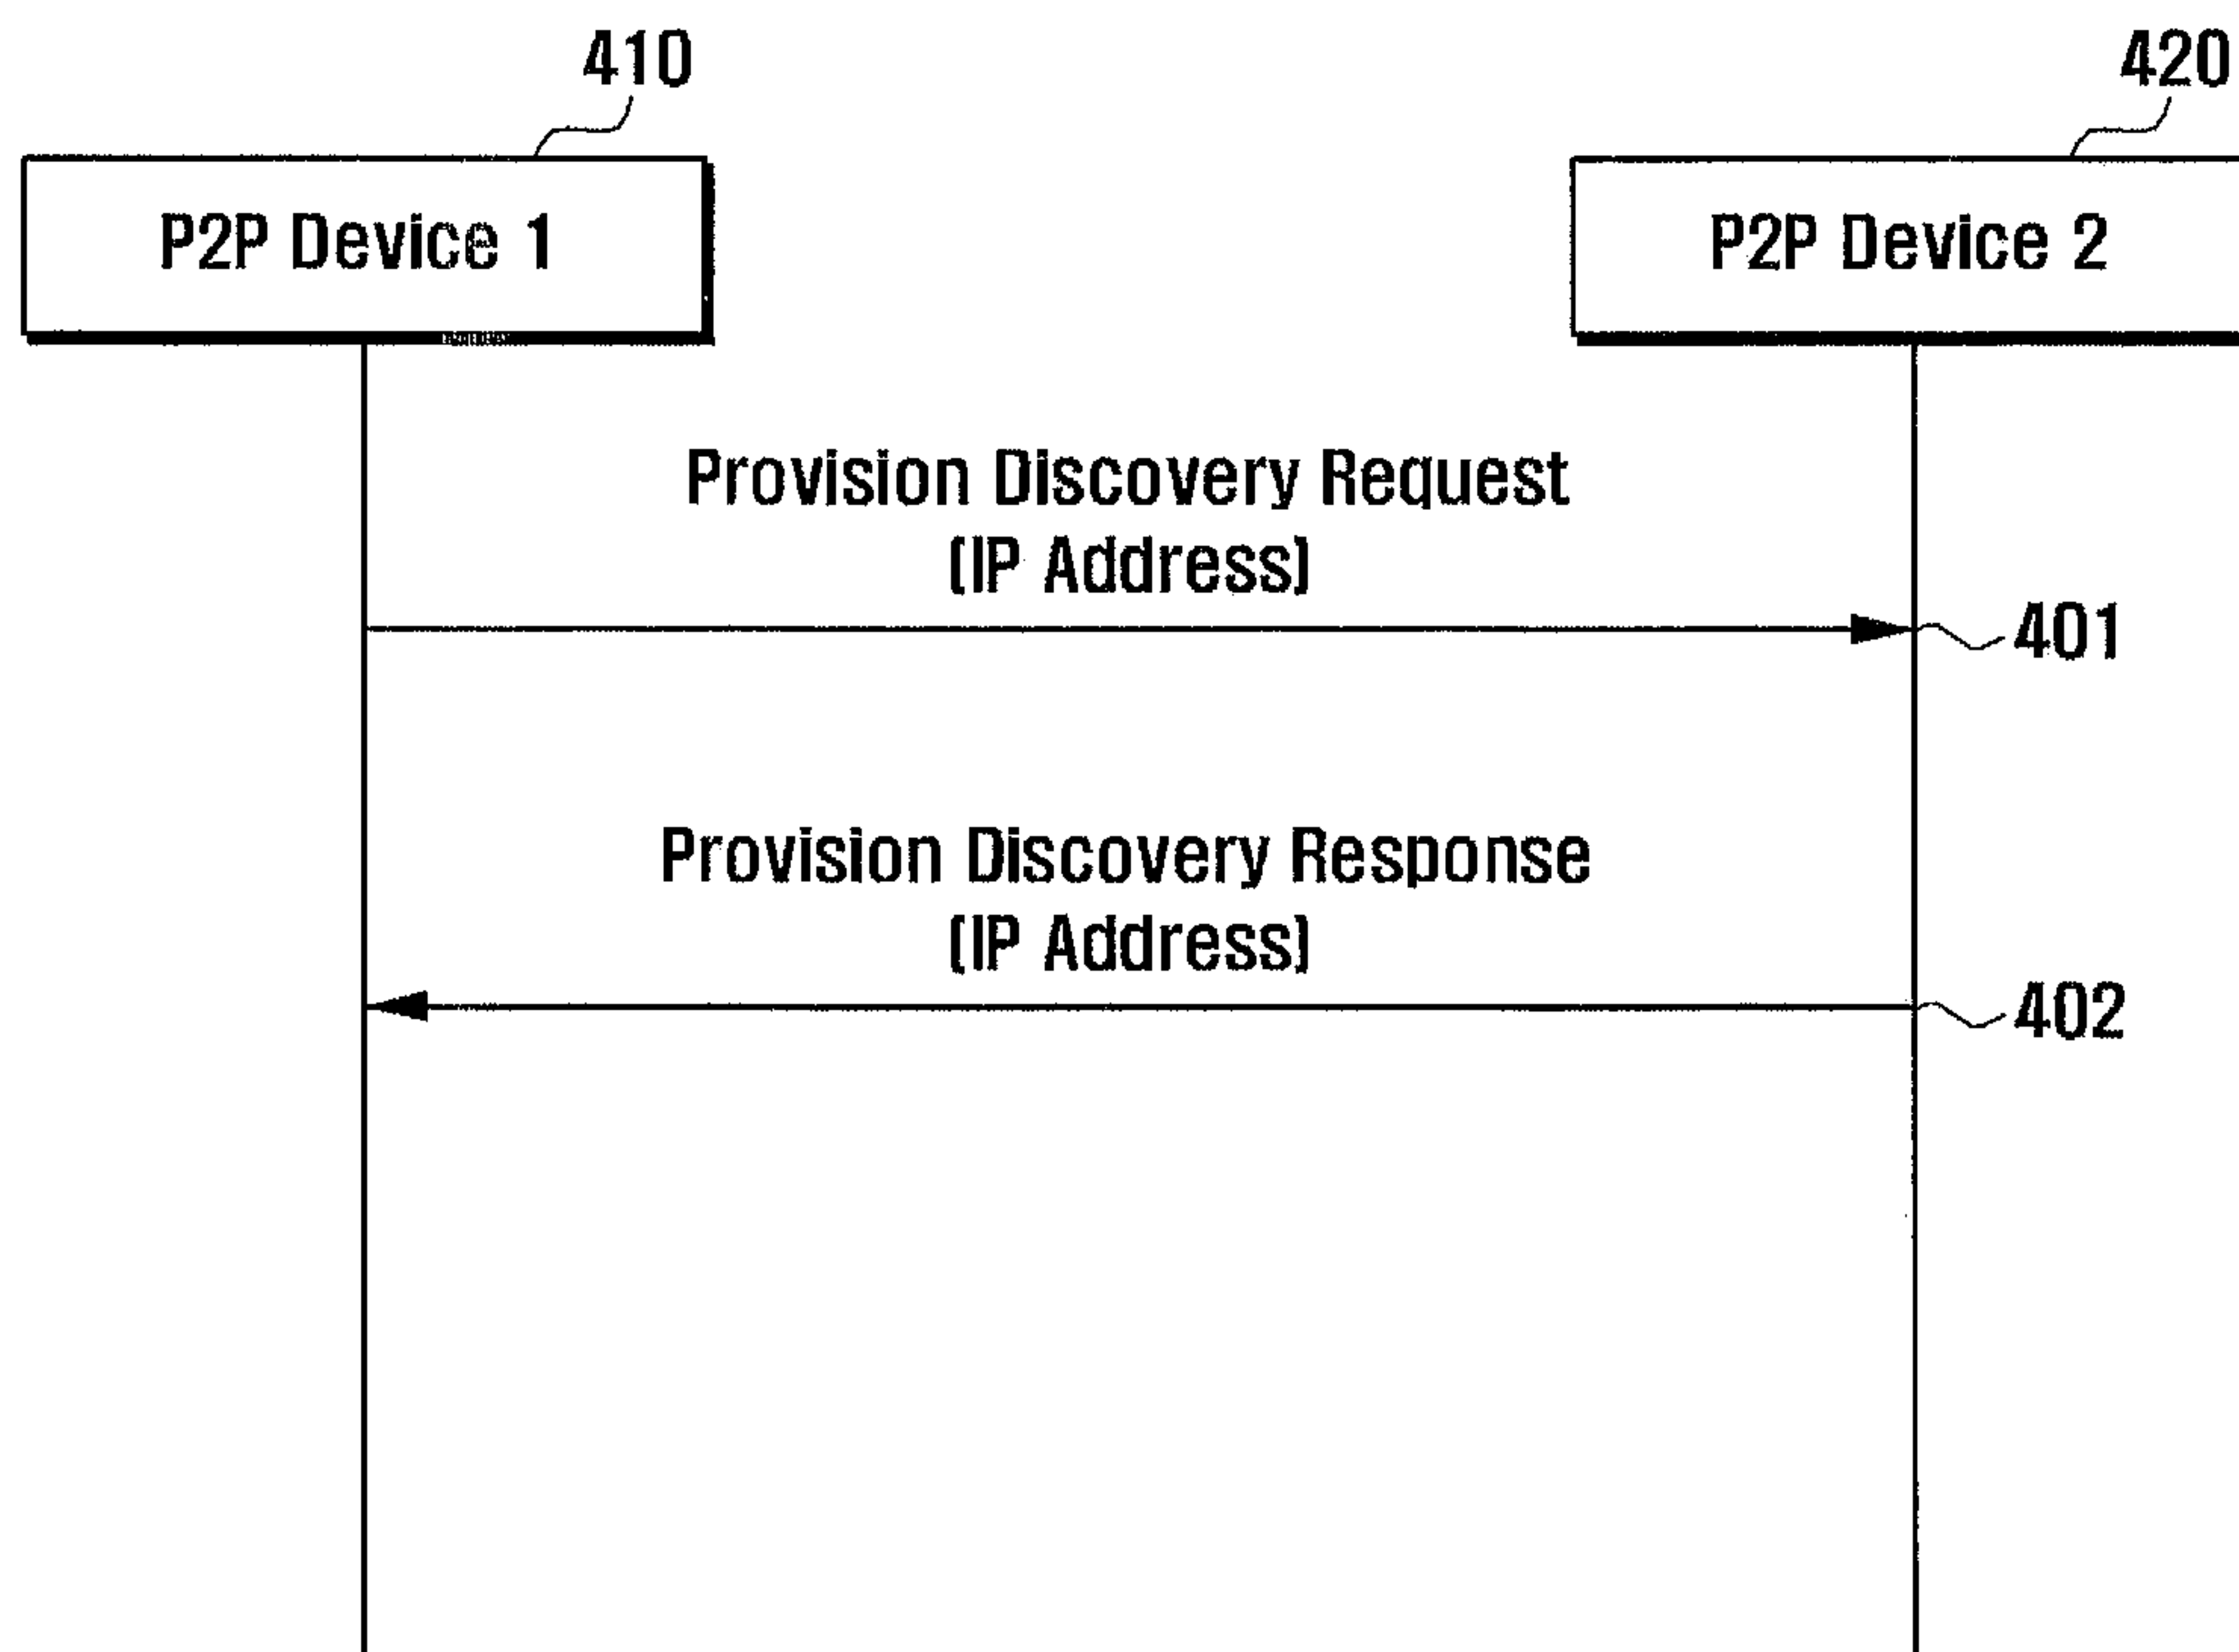 410
420
P2P Device 1
P2P Device 2
Provision Discovery Request
(IP Address)
401
Provision Discovery Response
(IP Address)
402